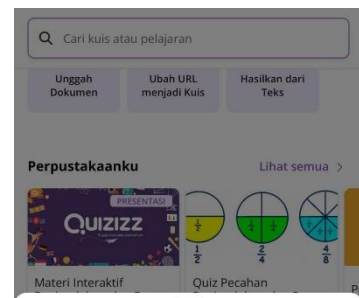 Cari kuis atau pelajaran
Unggah Dokumen
Ubah URL menjadi Kuis
Hasilkan dari Teks
Perpustakaanku
Lihat semua >
PRESENTASI
QUIZIZZ
1/2
2/4
4/8
Materi Interaktif
Quiz Pecahan